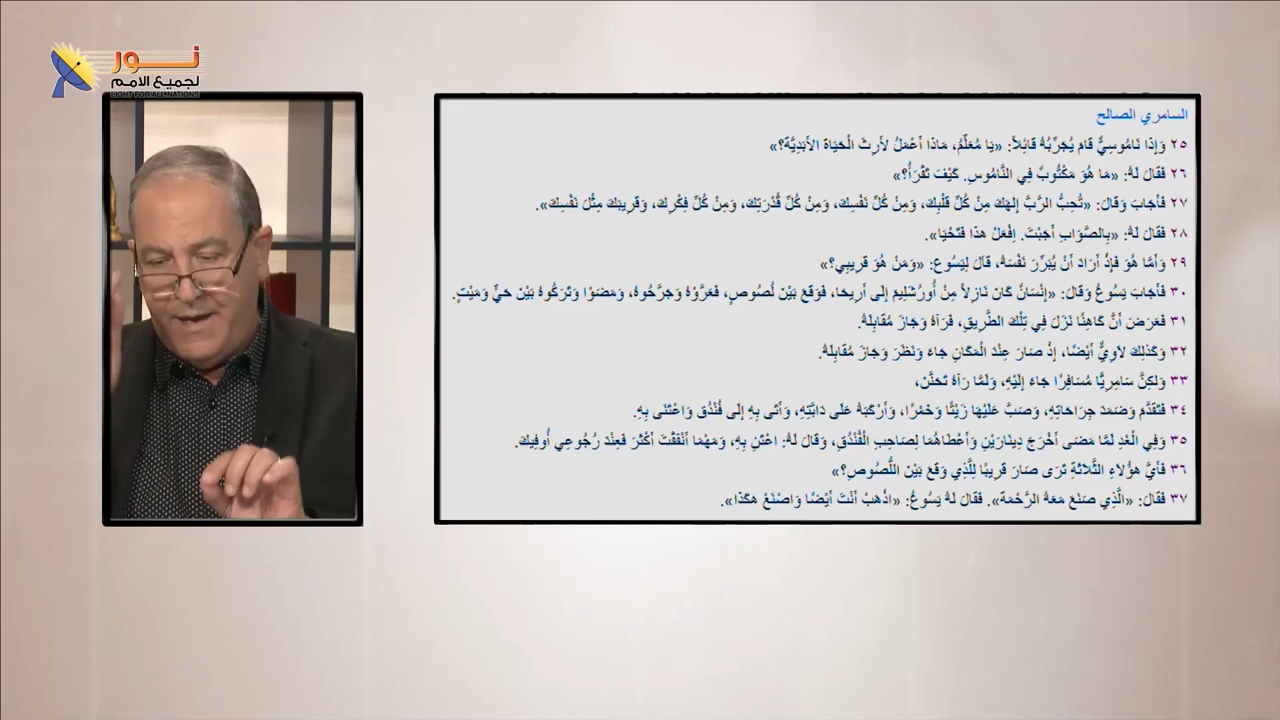 نور
لجميع الامم
LIGHT FOR ALL NATIONS
السامري الصالح
٢٥ وَإِذَا نَامُوسِيٌّ قَامَ يُجَرِّبُهُ قَائِلاً: «يَا مُعَلِّمُ، مَاذَا أَعْمَلُ لأَرِثَ الْحَيَاةَ الأَبَدِيَّةَ؟»
٢٦ فَقَالَ لَهُ: «مَا هُوَ مَكْتُوبٌ فِي النَّامُوسِ. كَيْفَ تَقْرَأُ؟»
٢٧ فَأَجَابَ وَقَالَ: «تُحِبُّ الرَّبَّ إِلهَكَ مِنْ كُلِّ قَلْبِكَ، وَمِنْ كُلِّ نَفْسِكَ، وَمِنْ كُلِّ قُدْرَتِكَ، وَمِنْ كُلِّ فِكْرِكَ، وَقَرِيبَكَ مِثْلَ نَفْسِكَ».
٢٨ فَقَالَ لَهُ: «بِالصَّوَابِ أَجَبْتَ. اِفْعَلْ هذَا فَتَحْيَا».
٢٩ وَأَمَّا هُوَ فَإِذْ أَرَادَ أَنْ يُبَرِّرَ نَفْسَهُ، قَالَ لِيَسُوعَ: «وَمَنْ هُوَ قَرِيبِي؟»
٣٠ فَأَجَابَ يَسُوعُ وَقَالَ: «إِنْسَانٌ كَانَ نَازِلاً مِنْ أُورُشَلِيمَ إِلَى أَرِيحَا، فَوَقَعَ بَيْنَ لُصُوصٍ، فَعَرَّوْهُ وَجَرَّحُوهُ، وَمَضَوْا وَتَرَكُوهُ بَيْنَ حَيٍّ وَمَيْتٍ.
٣١ فَعَرَضَ أَنَّ كَاهِنًا نَزَلَ فِي تِلْكَ الطَّرِيقِ، فَرَآهُ وَجَازَ مُقَابِلَهُ.
٣٢ وَكَذلِكَ لاَوِيٌّ أَيْضًا، إِذْ صَارَ عِنْدَ الْمَكَانِ جَاءَ وَنَظَرَ وَجَازَ مُقَابِلَهُ.
٣٣ وَلكِنَّ سَامِرِيًّا مُسَافِرًا جَاءَ إِلَيْهِ، وَلَمَّا رَآهُ تَحَنَّنَ،
٣٤ فَتَقَدَّمَ وَضَمَدَ جِرَاحَاتِهِ، وَصَبَّ عَلَيْهَا زَيْتًا وَخَمْرًا، وَأَرْكَبَهُ عَلَى دَابَّتِهِ، وَأَتَى بِهِ إِلَى فُنْدُق وَاعْتَنَى بِهِ.
٣٥ وَفِي الْغَدِ لَمَّا مَضَى أَخْرَجَ دِينَارَيْنِ وَأَعْطَاهُمَا لِصَاحِبِ الْفُنْدُقِ، وَقَالَ لَهُ: اعْتَنِ بِهِ، وَمَهْمَا أَنْفَقْتَ أَكْثَرَ فَعِنْدَ رُجُوعِي أُوفِيكَ.
٣٦ فَأَيَّ هؤُلاَءِ الثَّلاَثَةِ تَرَى صَارَ قَرِيبًا لِلَّذِي وَقَعَ بَيْنَ اللُّصُوصِ؟»
٣٧ فَقَالَ: «الَّذِي صَنَعَ مَعَهُ الرَّحْمَةَ». فَقَالَ لَهُ يَسُوعُ: «اذْهَبْ أَنْتَ أَيْضًا وَاصْنَعْ هكَذَا».